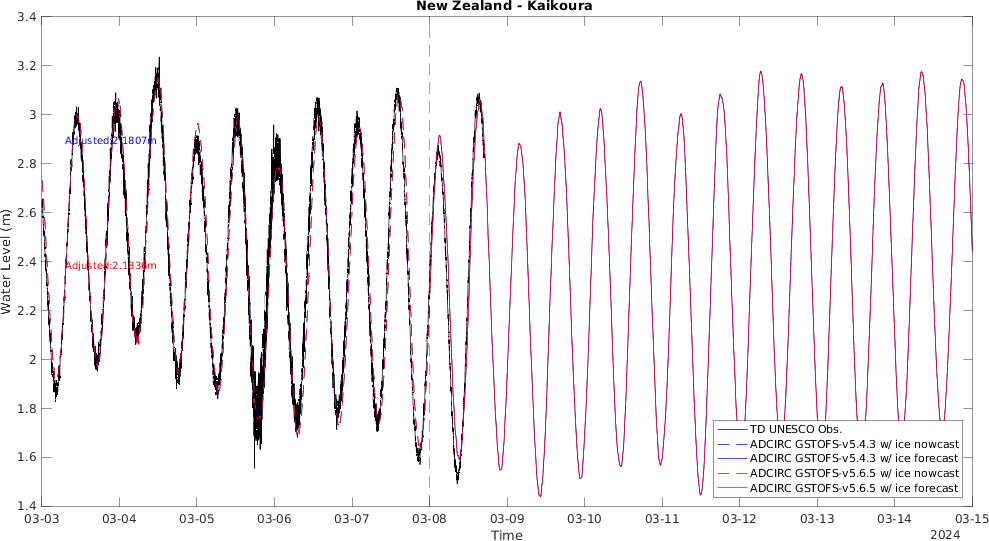 New Zealand - Kaikoura
3.4
3.2
3
2.8
2.6
2.4
2.2
2
1.8
1.6
1.4
Water Level (m)
Adjusted:2.1807m
Adjusted:2.1336m
TD UNESCO Obs.
ADCIRC GSTOFS-v5.4.3 w/ ice nowcast
ADCIRC GSTOFS-v5.4.3 w/ ice forecast
ADCIRC GSTOFS-v5.6.5 w/ ice nowcast
ADCIRC GSTOFS-v5.6.5 w/ ice forecast
03-03 03-04 03-05 03-06 03-07 03-08 03-09 03-10 03-11 03-12 03-13 03-14 03-15
Time
2024